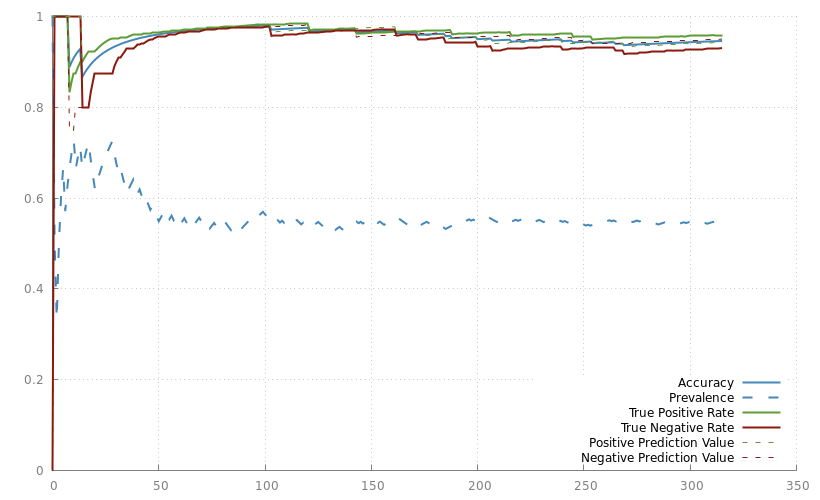 1
0.8
0.6
0.4
0.2
0
0 50 100 150 200 250 300 350
Accuracy
Prevalence
True Positive Rate
True Negative Rate
Positive Prediction Value
Negative Prediction Value